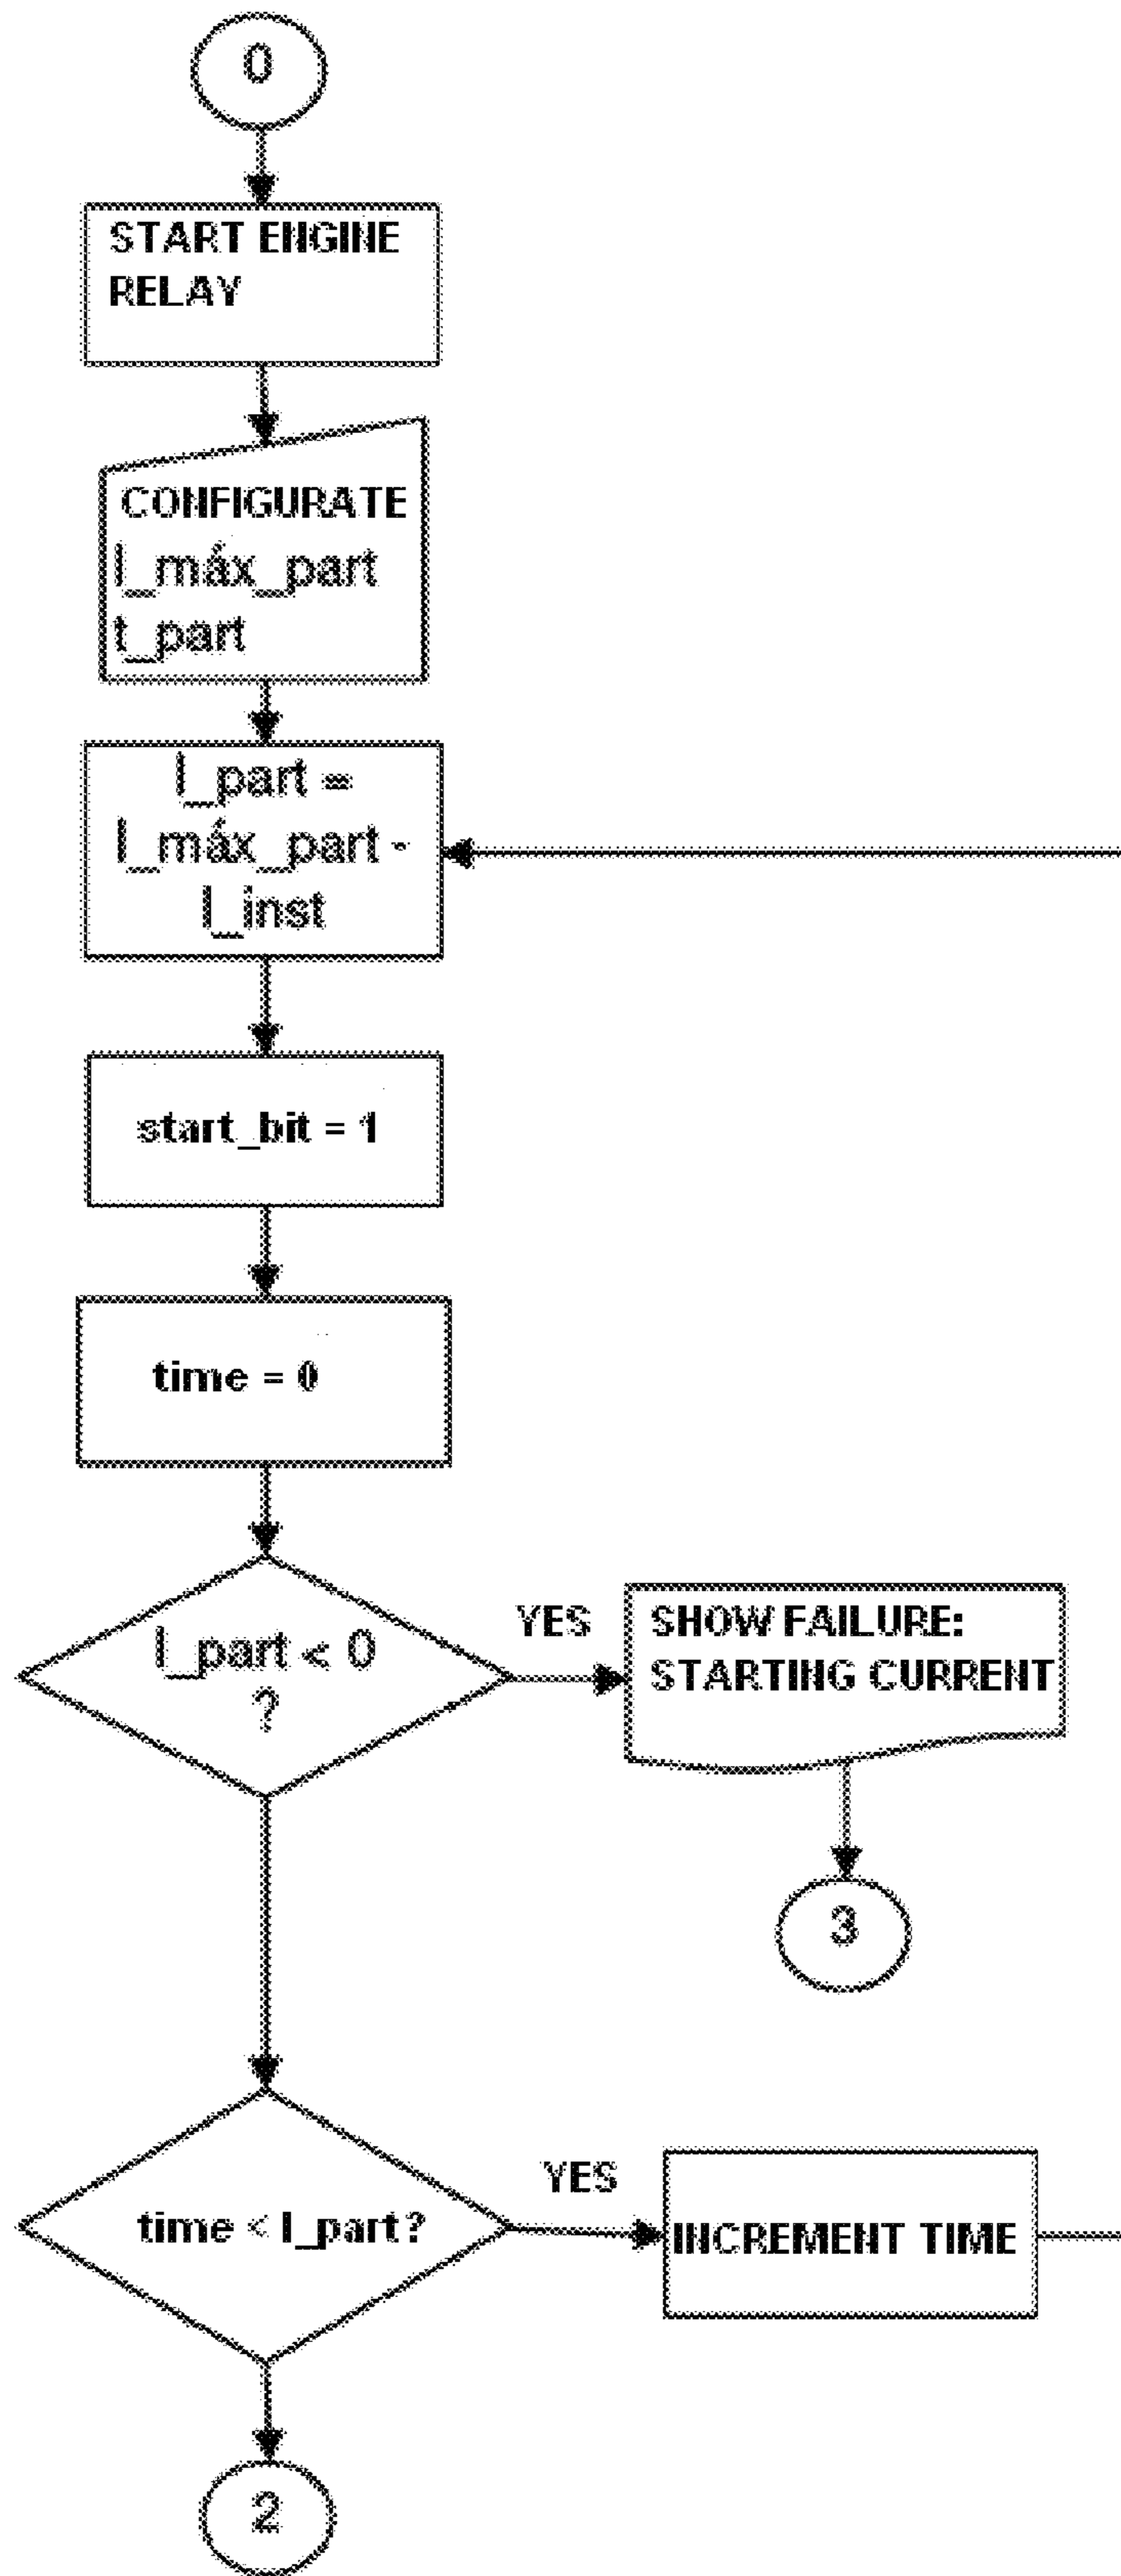 0
START ENGINE
RELAY
CONFIGURATE
I_máx_part
t_part
I_part =
I_máx_part -
I_inst
start_bit = 1
time = 0
I_part < 0
?
YES
SHOW FAILURE:
STARTING CURRENT
3
time < I_part?
YES
INCREMENT TIME
2